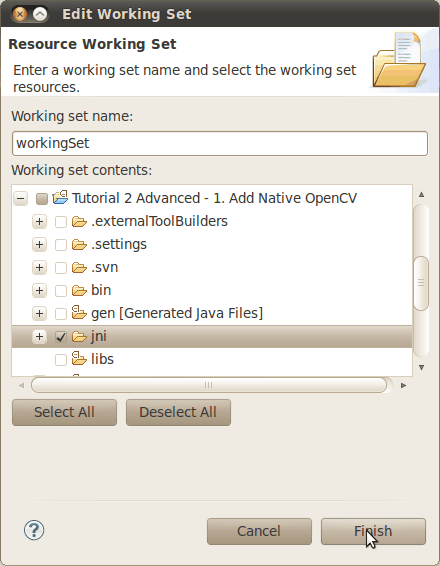 Edit Working Set
Resource Working Set
Enter a working set name and select the working set
resources.
Working set name:
workingSet
Working set contents:
Tutorial 2 Advanced - 1. Add Native OpenCV
.externalToolBuilders
.settings
.svn
bin
gen [Generated Java Files]
jni
libs
Select All
Deselect All
?
Cancel
Finish